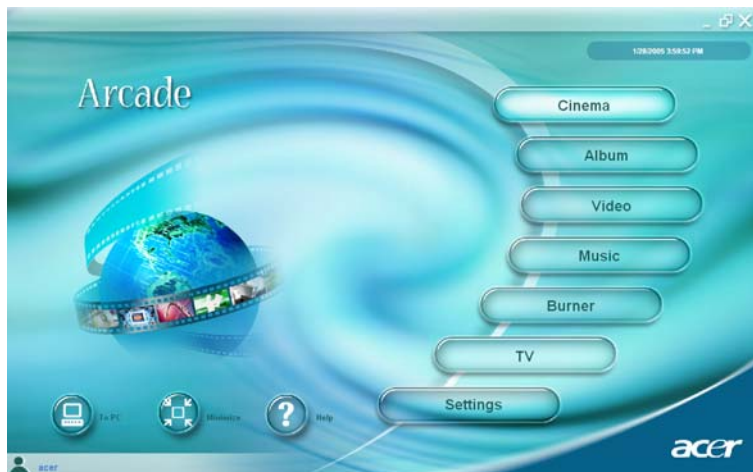 1/28/2005 3:59:52 PM
Arcade
Cinema
Album
Video
Music
Burner
TV
Settings
To PC
Minimize
Help
acer
acer